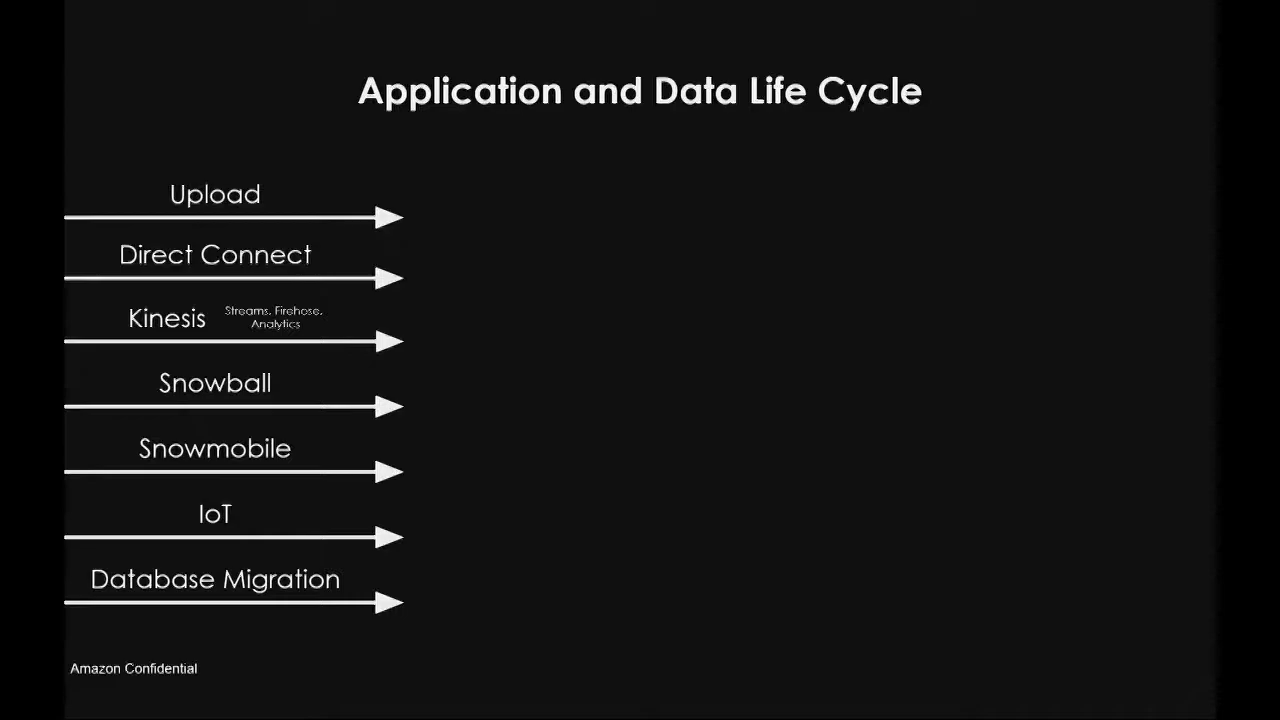 Application and Data Life Cycle
Upload
Direct Connect
Kinesis
Streams, Firehose,
Analytics
Snowball
Snowmobile
IoT
Database Migration
Amazon Confidential